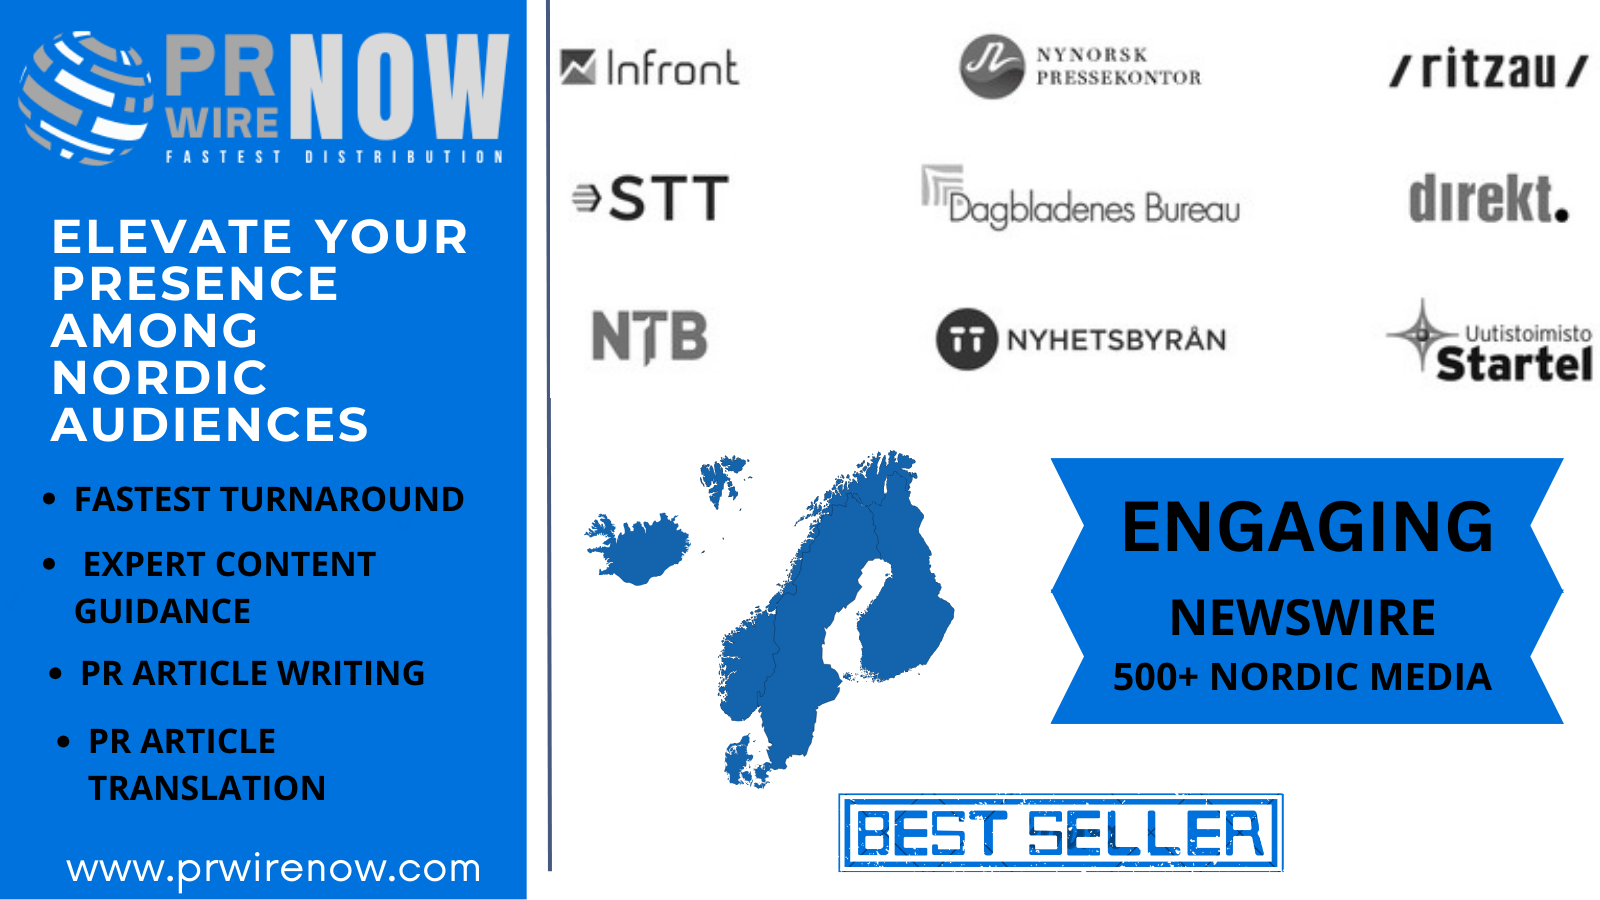 PR
WIRE
NOW
FASTEST DISTRIBUTION
ELEVATE YOUR
PRESENCE
AMONG
NORDIC
AUDIENCES
• FASTEST TURNAROUND
• EXPERT CONTENT
GUIDANCE
• PR ARTICLE WRITING
• PR ARTICLE
TRANSLATION
www.prwirenow.com
Infront
NYNORSK
PRESSEKONTOR
/ritzau/
STT
Dagbladenes Bureau
dırekt.
NTB
NYHETSBYRÅN
Uutistoimisto
Startel
ENGAGING
NEWSWIRE
500+ NORDIC MEDIA
BEST SELLER